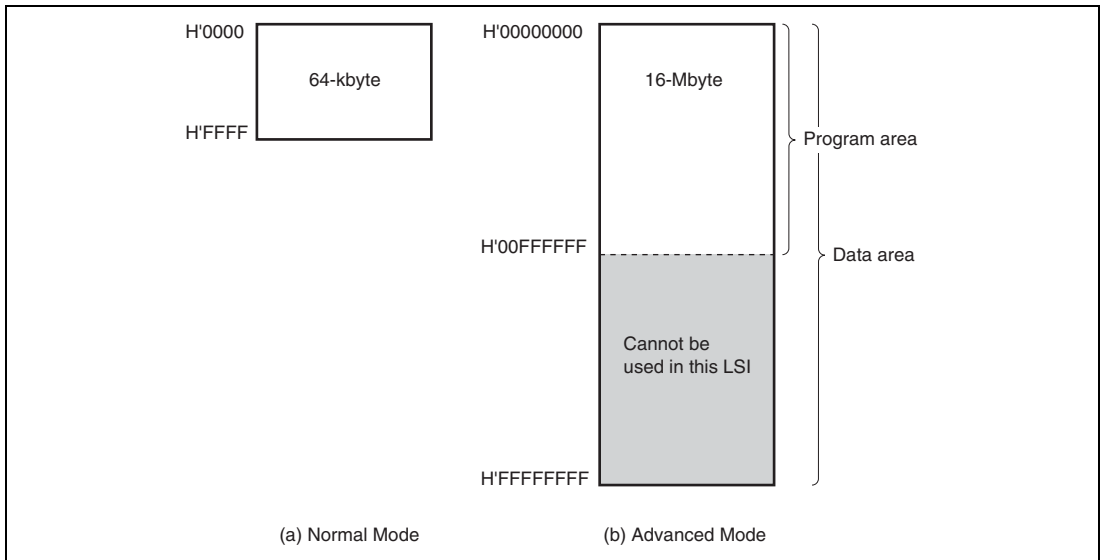 H'0000
64-kbyte
H'FFFF
(a) Normal Mode
H'00000000
16-Mbyte
Program area
H'00FFFFFF
Data area
Cannot be
used in this LSI
H'FFFFFFFF
(b) Advanced Mode